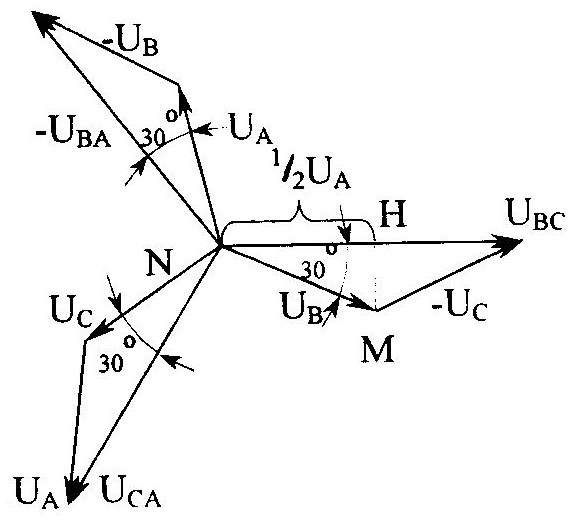 -U_B
-U_BA
30°
U_A
1/2U_A
H
U_BC
N
30°
U_B
-U_C
M
U_C
30°
U_A
U_CA